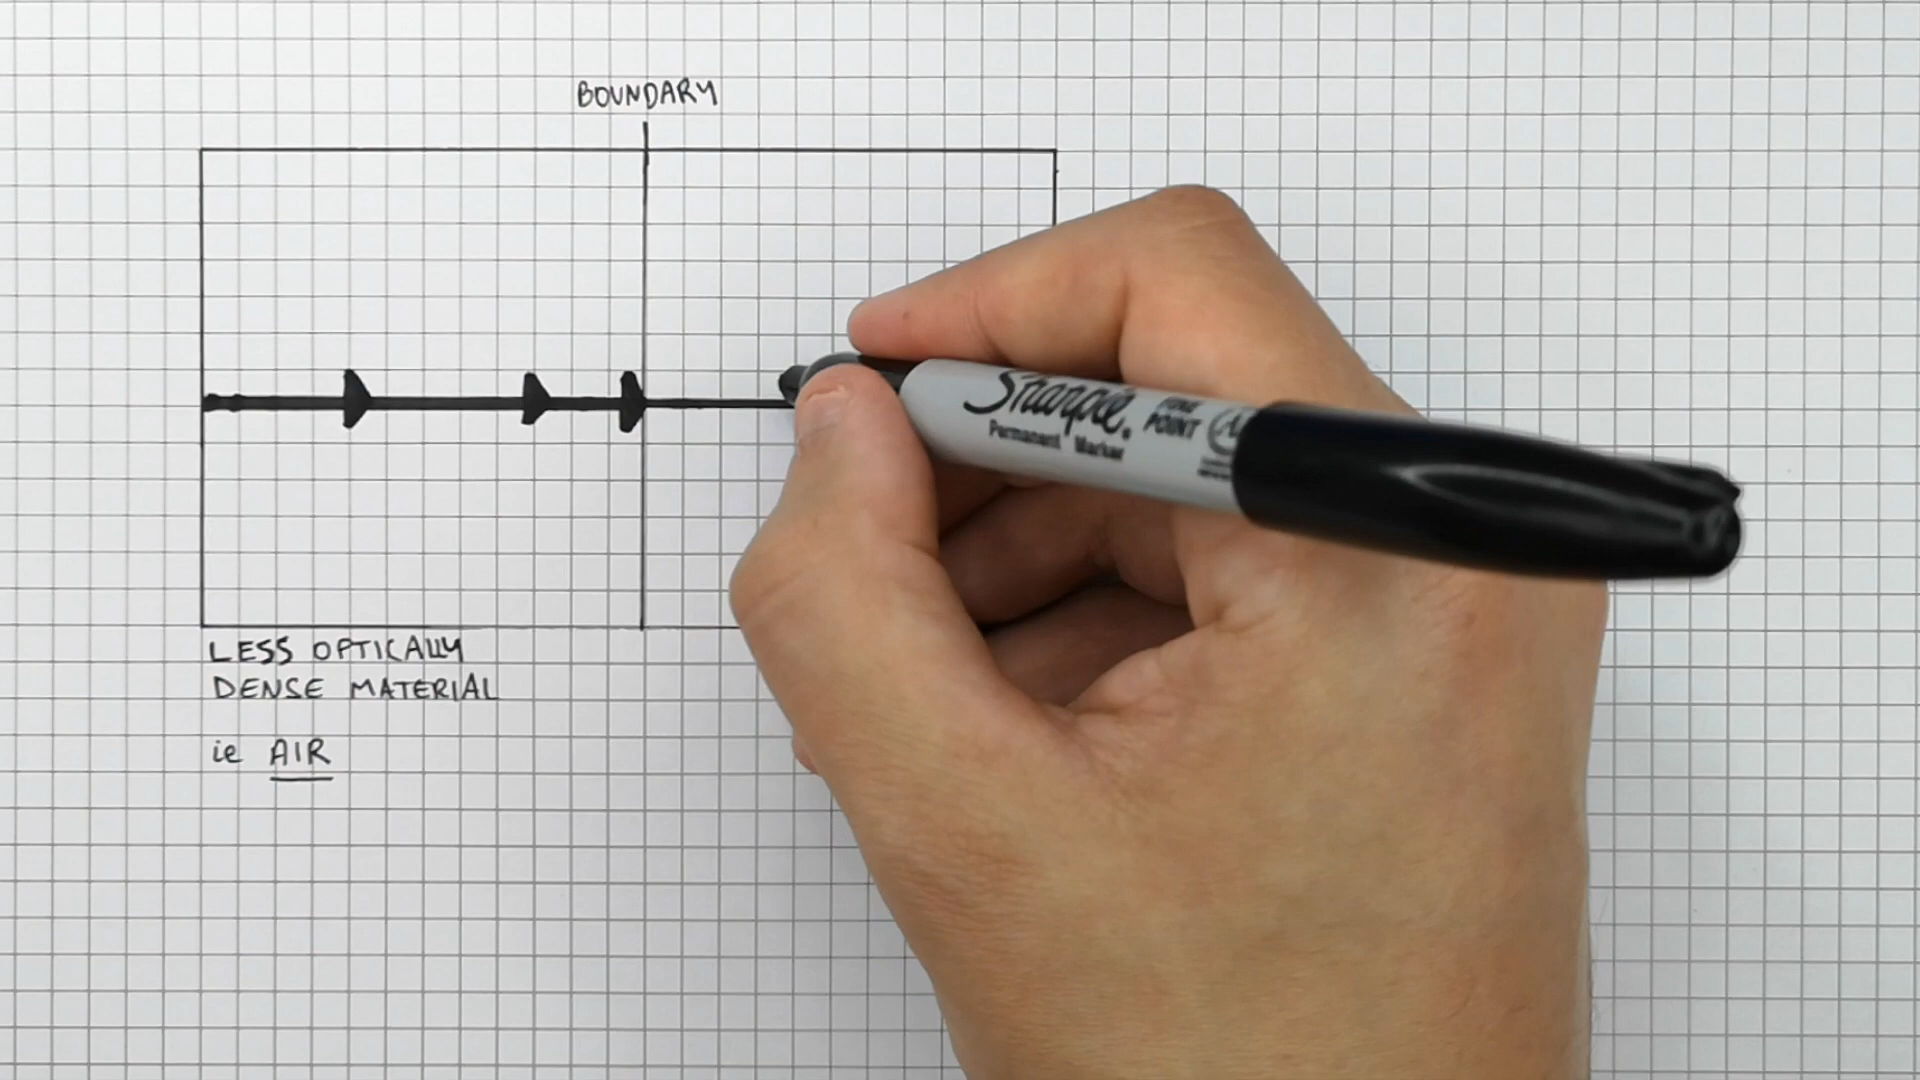 BOUNDARY
Sharpie.
Permanent Marker
FINE
POINT
LESS OPTICALLY
DENSE MATERIAL
ie AIR